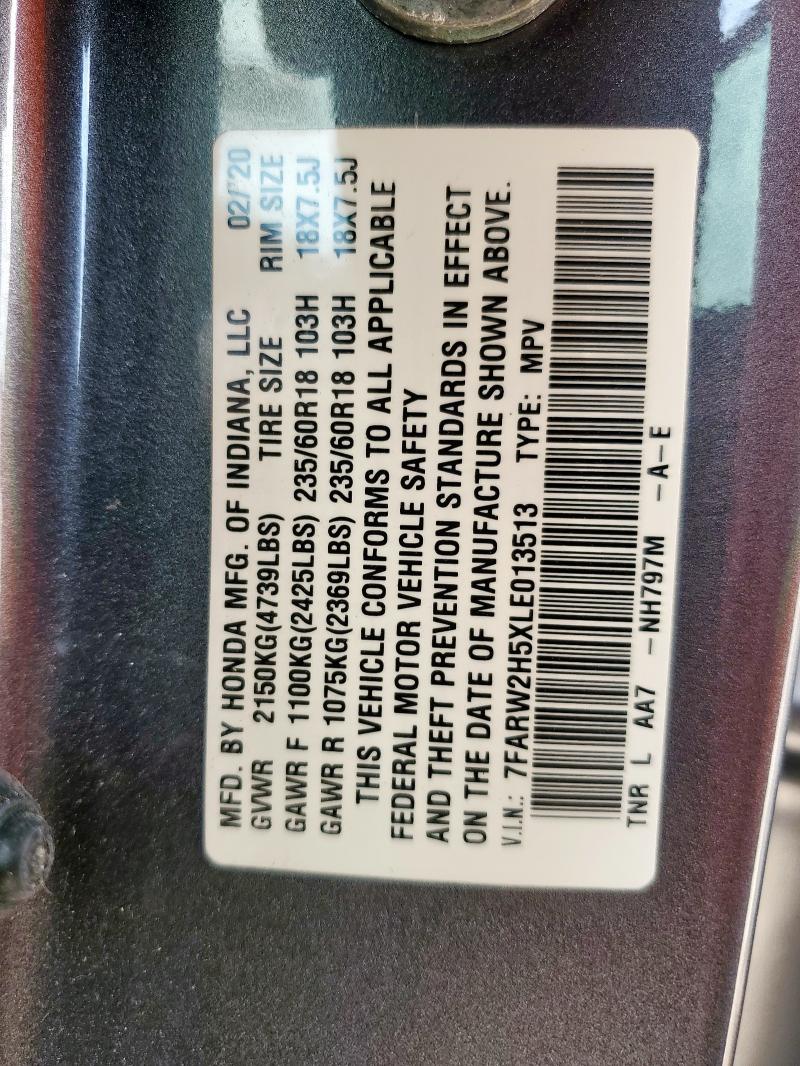 MFD. BY HONDA MFG. OF INDIANA, LLC 02/'20
GVWR 2150KG(4739LBS) TIRE SIZE RIM SIZE
GAWR F 1100KG(2425LBS) 235/60R18 103H 18X7.5J
GAWR R 1075KG(2369LBS) 235/60R18 103H 18X7.5J
THIS VEHICLE CONFORMS TO ALL APPLICABLE
FEDERAL MOTOR VEHICLE SAFETY
AND THEFT PREVENTION STANDARDS IN EFFECT
ON THE DATE OF MANUFACTURE SHOWN ABOVE.
V.I.N.: 7FARW2H5XLE013513 TYPE: MPV
TNR L AA7 -NH797M -A-E